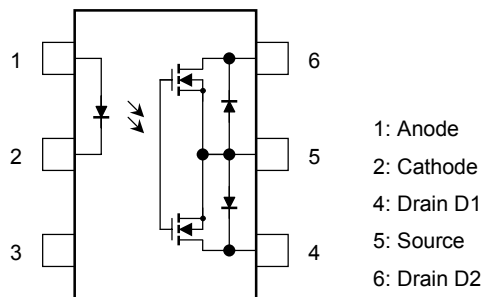 1
2
3
6
5
4
1: Anode
2: Cathode
4: Drain D1
5: Source
6: Drain D2